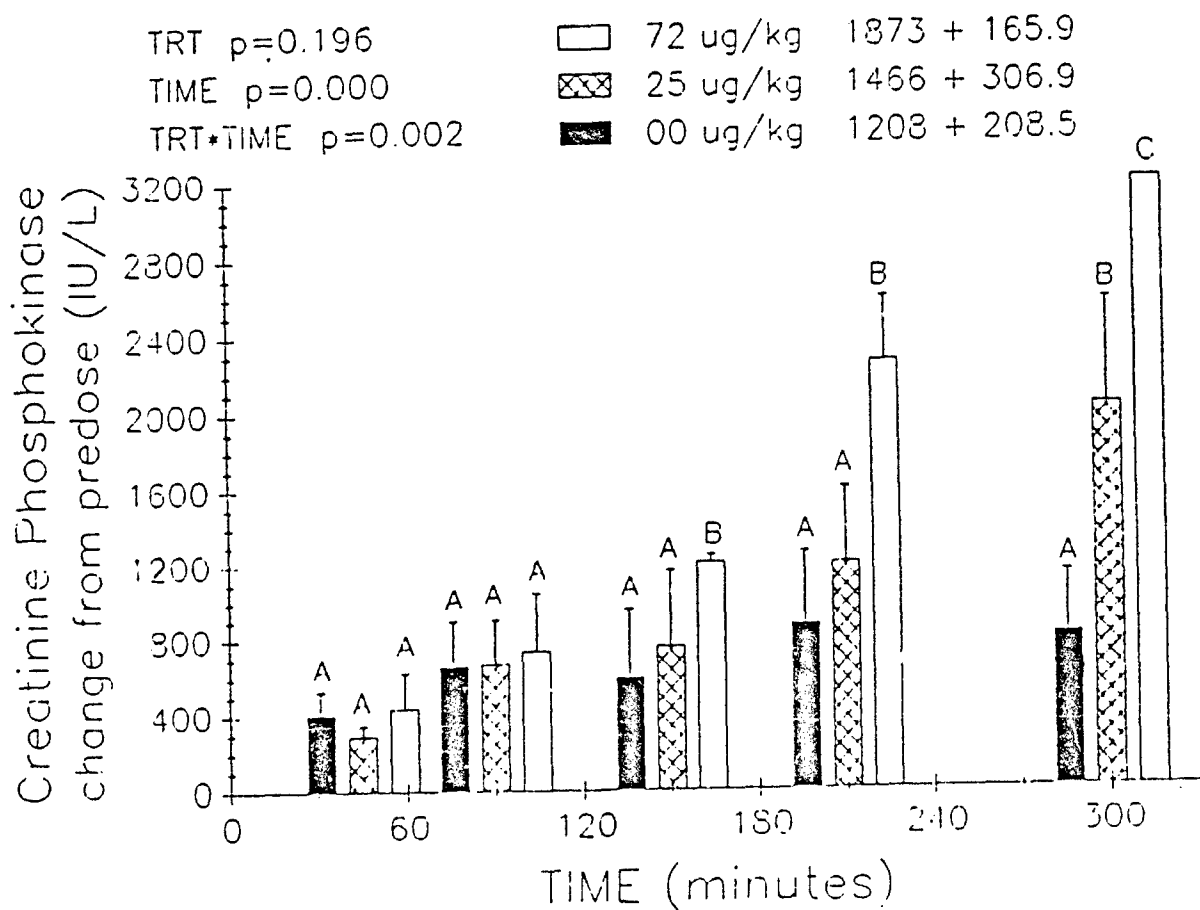 TRT p=0.196
TIME p=0.000
TRT*TIME p=0.002
72 ug/kg 1873 + 165.9
25 ug/kg 1466 + 306.9
00 ug/kg 1208 + 208.5
Creatinine Phosphokinase
change from predose (IU/L)
3200
2800
2400
2000
1600
1200
800
400
0
A
A
A
A
A
A
A
A
B
A
A
B
A
B
C
0
60
120
180
240
300
TIME (minutes)